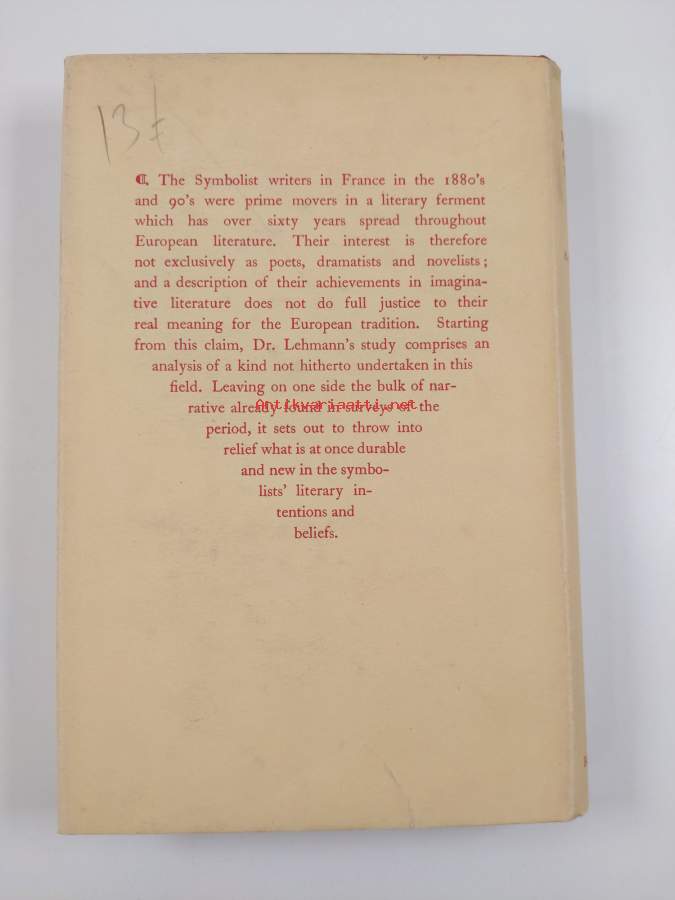 13£
¶ The Symbolist writers in France in the 1880's
and 90's were prime movers in a literary ferment
which has over sixty years spread throughout
European literature. Their interest is therefore
not exclusively as poets, dramatists and novelists;
and a description of their achievements in imagina-
tive literature does not do full justice to their
real meaning for the European tradition. Starting
from this claim, Dr. Lehmann's study comprises an
analysis of a kind not hitherto undertaken in this
field. Leaving on one side the bulk of nar-
rative already found in surveys of the
Antikvariaatti.net
period, it sets out to throw into
relief what is at once durable
and new in the symbo-
lists' literary in-
tentions and
beliefs.